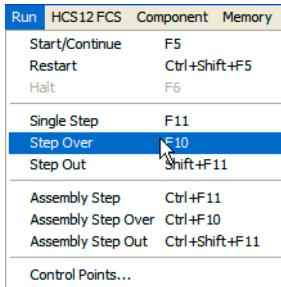 Run HCS12 FCS Component Memory
Start/Continue F5
Restart Ctrl+Shift+F5
Halt F6
Single Step F11
Step Over F10
Step Out Shift+F11
Assembly Step Ctrl+F11
Assembly Step Over Ctrl+F10
Assembly Step Out Ctrl+Shift+F11
Control Points...